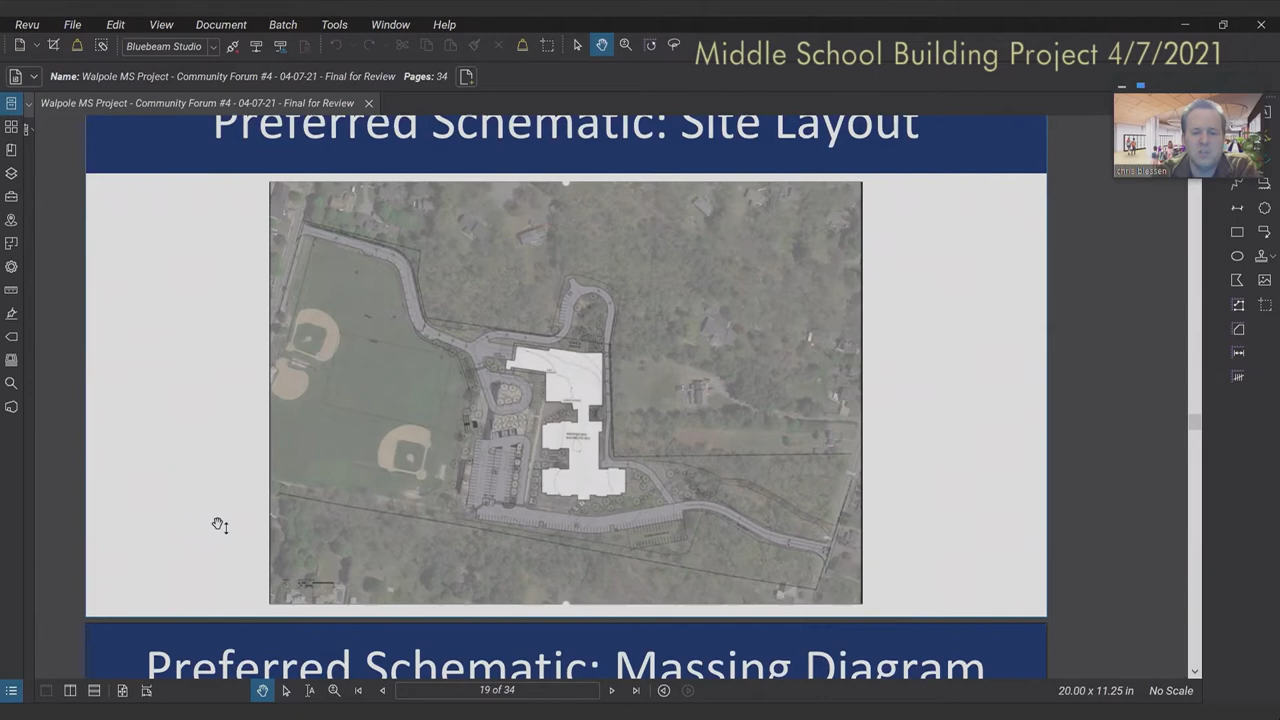 Revu File Edit View Document Batch Tools Window Help
Bluebeam Studio
Middle School Building Project 4/7/2021
Name: Walpole MS Project - Community Forum #4 - 04-07-21 - Final for Review Pages: 34
Walpole MS Project - Community Forum #4 - 04-07-21 - Final for Review
Preferred Schematic: Site Layout
chris blessen
Preferred Schematic: Massing Diagram
19 of 34
20.00 x 11.25 in No Scale